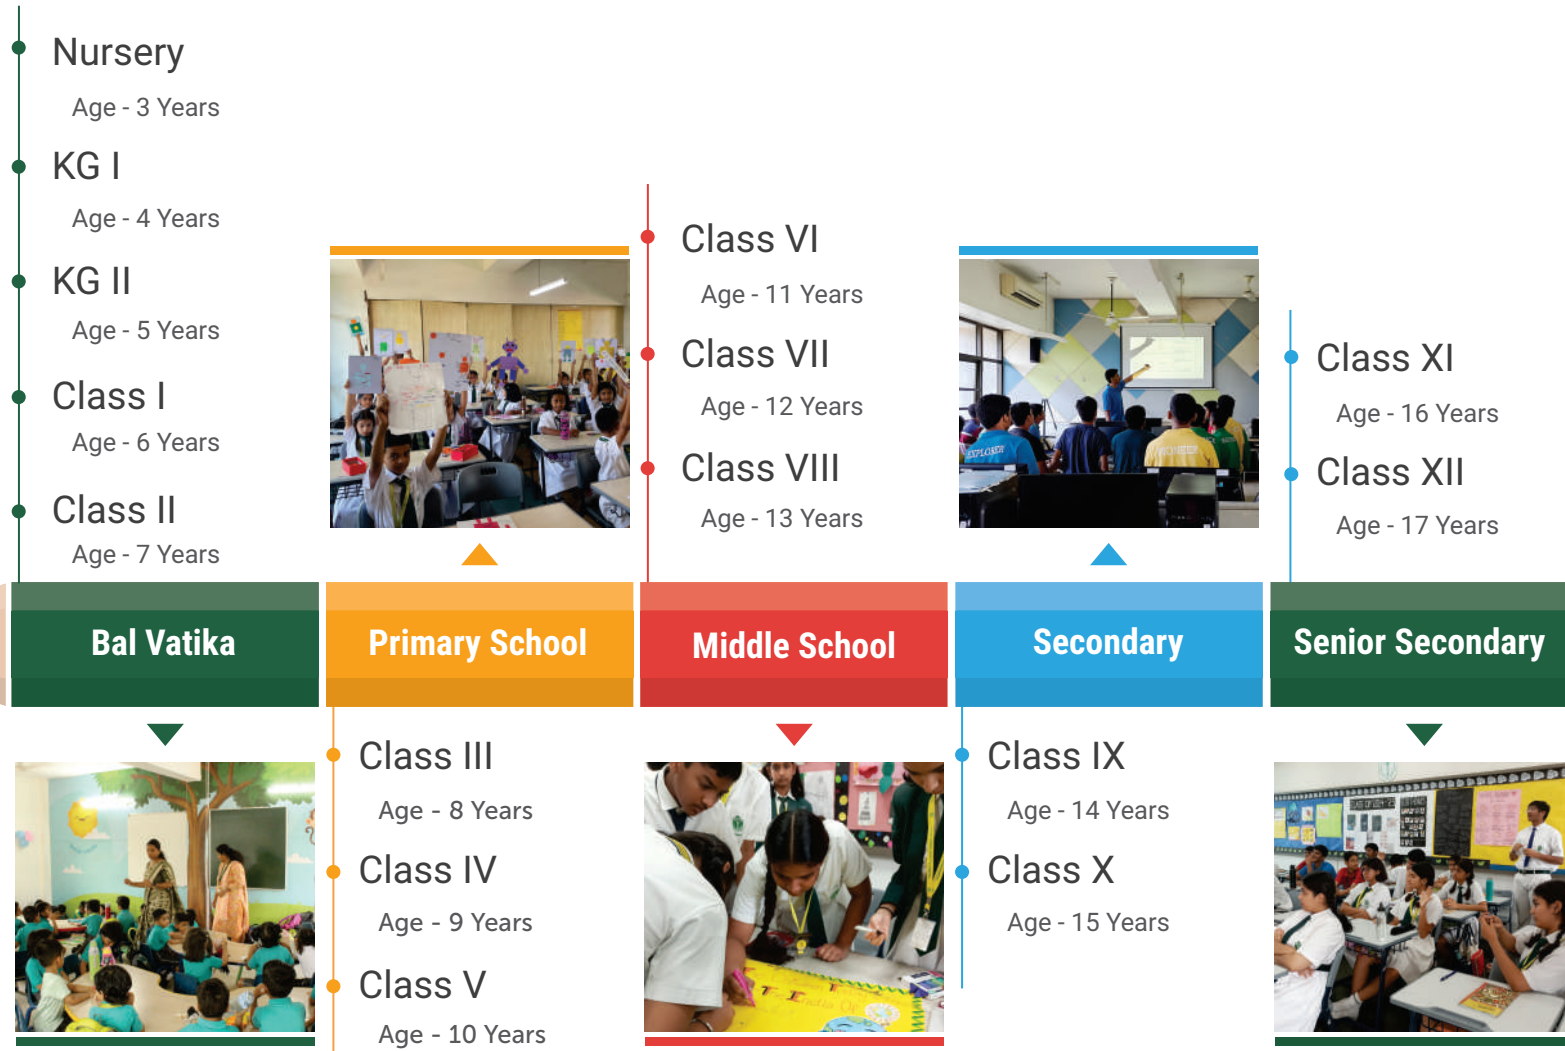 Nursery
Age - 3 Years
KG I
Age - 4 Years
KG II
Age - 5 Years
Class I
Age - 6 Years
Class II
Age - 7 Years
Bal Vatika
Primary School
Class III
Age - 8 Years
Class IV
Age - 9 Years
Class V
Age - 10 Years
Class VI
Age - 11 Years
Class VII
Age - 12 Years
Class VIII
Age - 13 Years
Middle School
Secondary
EXPLORER
Class IX
Age - 14 Years
Class X
Age - 15 Years
Class XI
Age - 16 Years
Class XII
Age - 17 Years
Senior Secondary